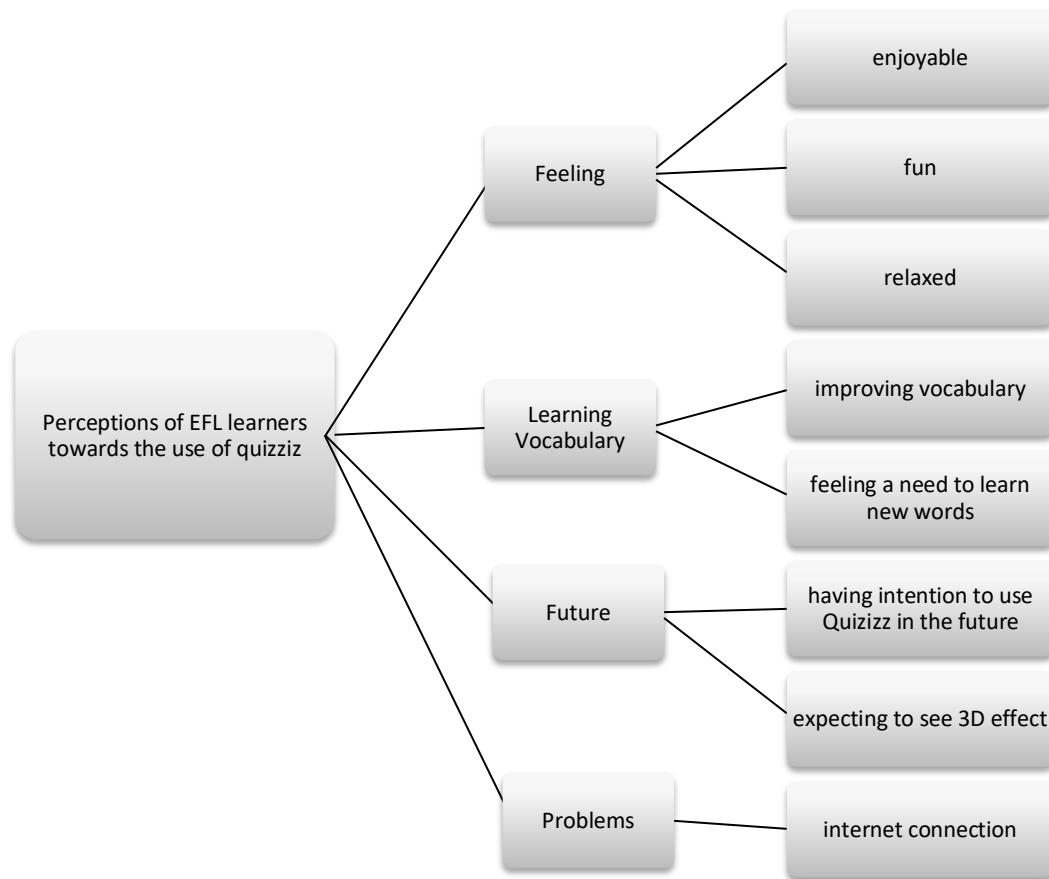 Perceptions of EFL learners
towards the use of quizziz
Feeling
enjoyable
fun
relaxed
Learning
Vocabulary
improving vocabulary
feeling a need to learn
new words
Future
having intention to use
Quizizz in the future
expecting to see 3D effect
Problems
internet connection